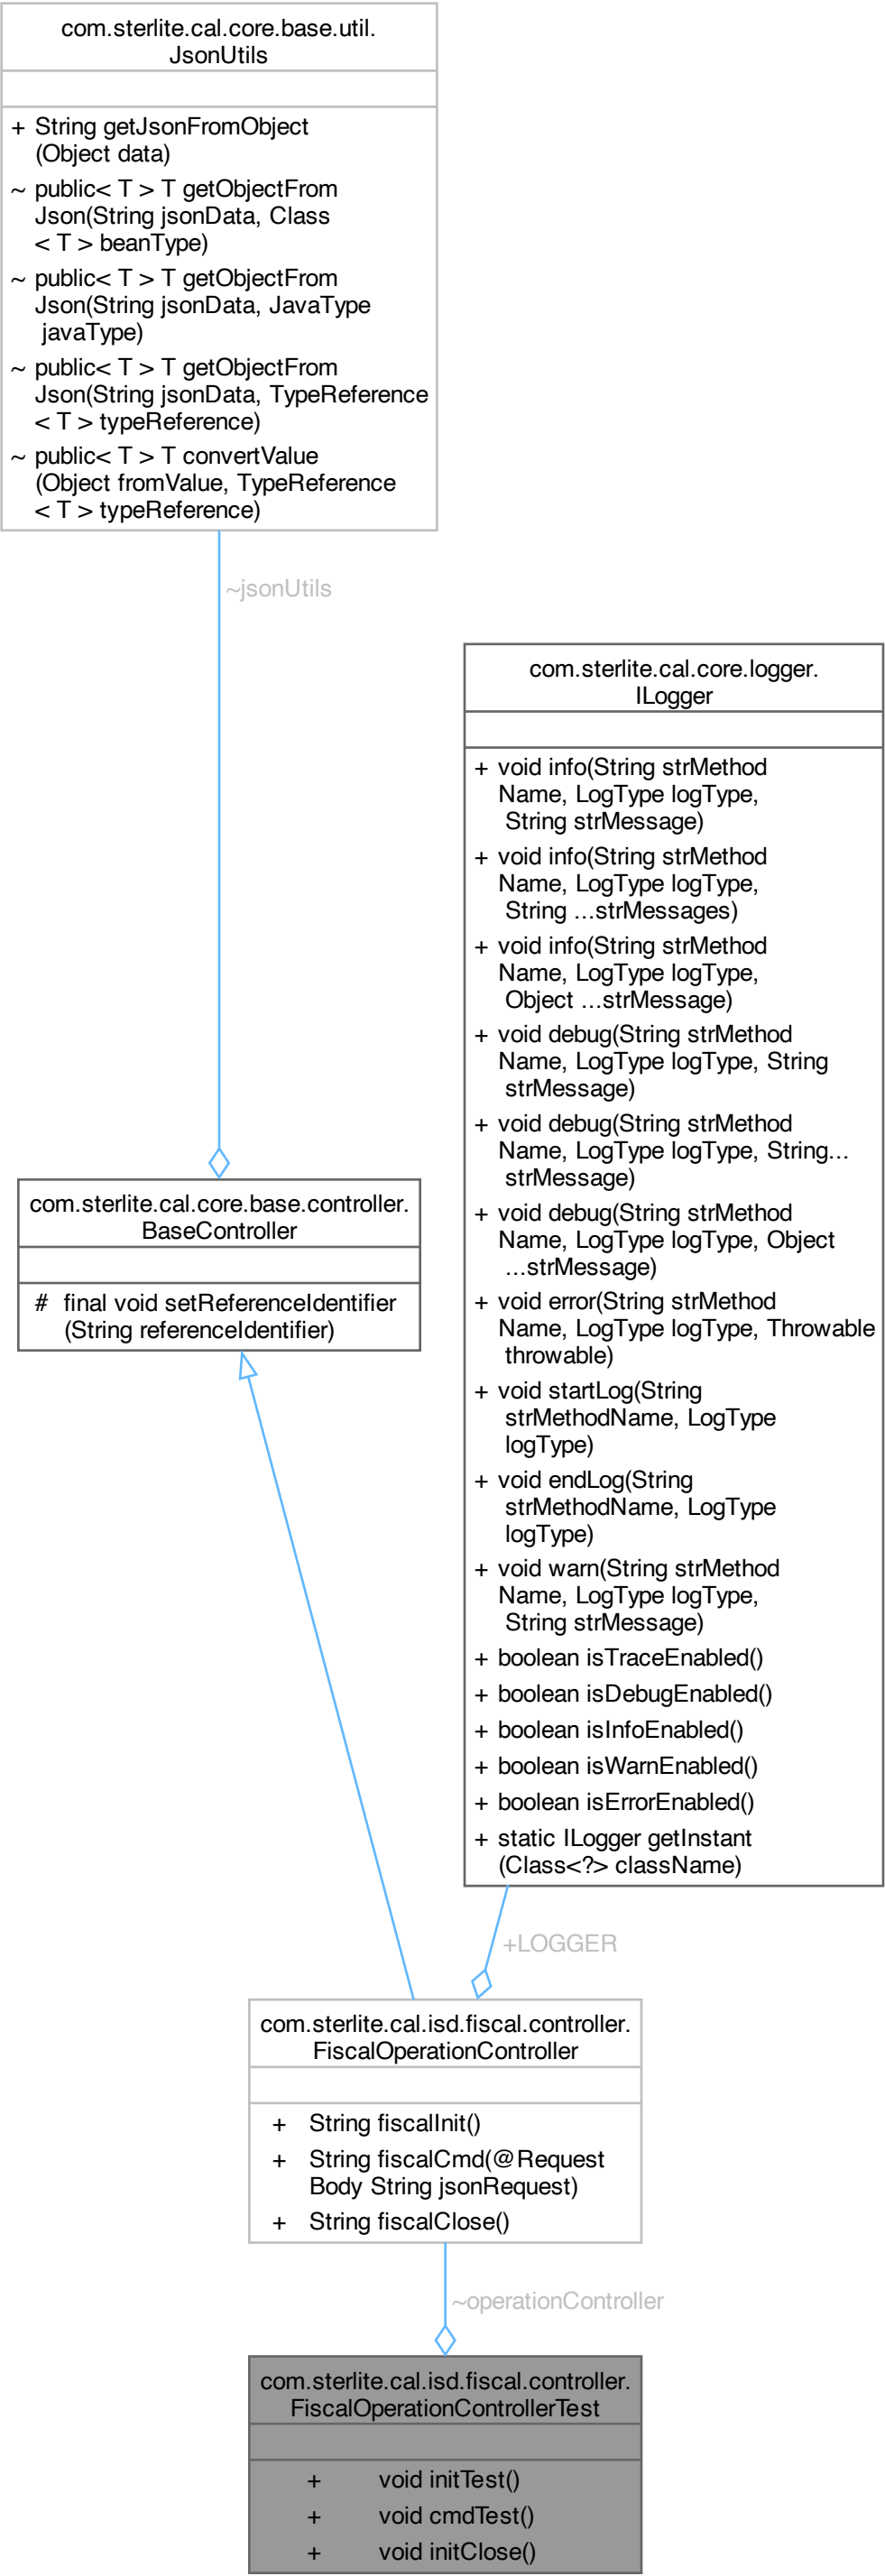 com.sterlite.cal.core.base.util.
JsonUtils
+ String getJsonFromObject
(Object data)
~ public< T > T getObjectFrom
Json(String jsonData, Class
< T > beanType)
~ public< T > T getObjectFrom
Json(String jsonData, JavaType
javaType)
~ public< T > T getObjectFrom
Json(String jsonData, TypeReference
< T > typeReference)
~ public< T > T convertValue
(Object fromValue, TypeReference
< T > typeReference)
~jsonUtils
com.sterlite.cal.core.logger.
ILogger
+ void info(String strMethod
Name, LogType logType,
String strMessage)
+ void info(String strMethod
Name, LogType logType,
String ...strMessages)
+ void info(String strMethod
Name, LogType logType,
Object ...strMessage)
+ void debug(String strMethod
Name, LogType logType, String
strMessage)
+ void debug(String strMethod
Name, LogType logType, String...
strMessage)
+ void debug(String strMethod
Name, LogType logType, Object
...strMessage)
+ void error(String strMethod
Name, LogType logType, Throwable
throwable)
+ void startLog(String
strMethodName, LogType
logType)
+ void endLog(String
strMethodName, LogType
logType)
+ void warn(String strMethod
Name, LogType logType,
String strMessage)
+ boolean isTraceEnabled()
+ boolean isDebugEnabled()
+ boolean isInfoEnabled()
+ boolean isWarnEnabled()
+ boolean isErrorEnabled()
+ static ILogger getInstant
(Class<?> className)
com.sterlite.cal.core.base.controller.
BaseController
# final void setReferenceIdentifier
(String referenceIdentifier)
+LOGGER
com.sterlite.cal.isd.fiscal.controller.
FiscalOperationController
+ String fiscalInit()
+ String fiscalCmd(@Request
Body String jsonRequest)
+ String fiscalClose()
~operationController
com.sterlite.cal.isd.fiscal.controller.
FiscalOperationControllerTest
+ void initTest()
+ void cmdTest()
+ void initClose()